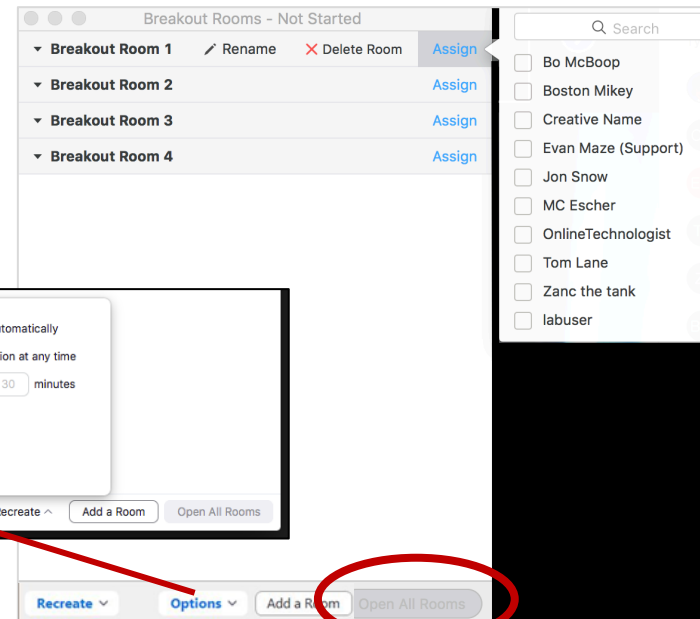 Breakout Rooms - Not Started
Breakout Room 1 Rename Delete Room Assign
Breakout Room 2 Assign
Breakout Room 3 Assign
Breakout Room 4 Assign
Search
Bo McBoop
Boston Mikey
Creative Name
Evan Maze (Support)
Jon Snow
MC Escher
OnlineTechnologist
Tom Lane
Zanc the tank
labuser
tomatically
ion at any time
30 minutes
ecreate Add a Room Open All Rooms
Recreate Options Add a Room Open All Rooms